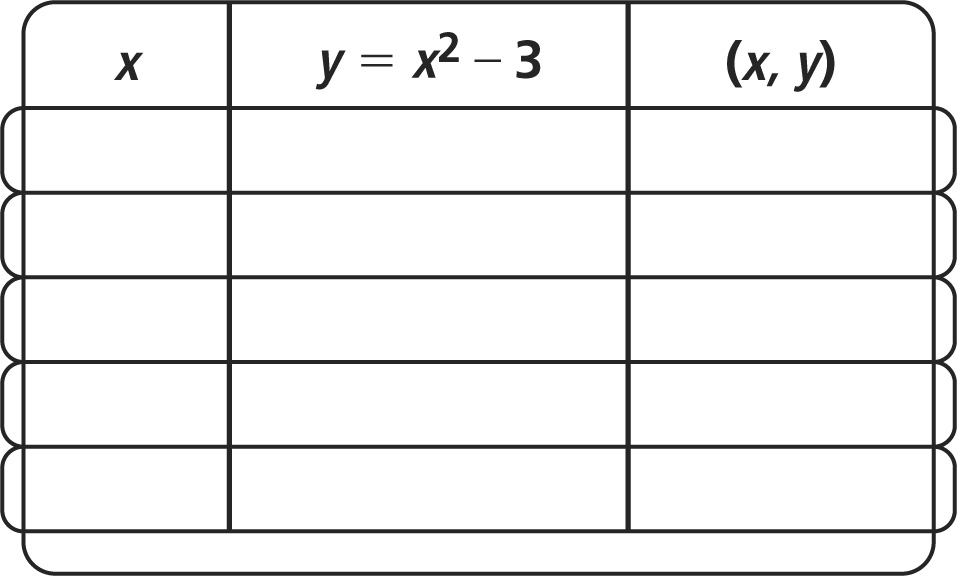 x y = x² – 3 (x, y)